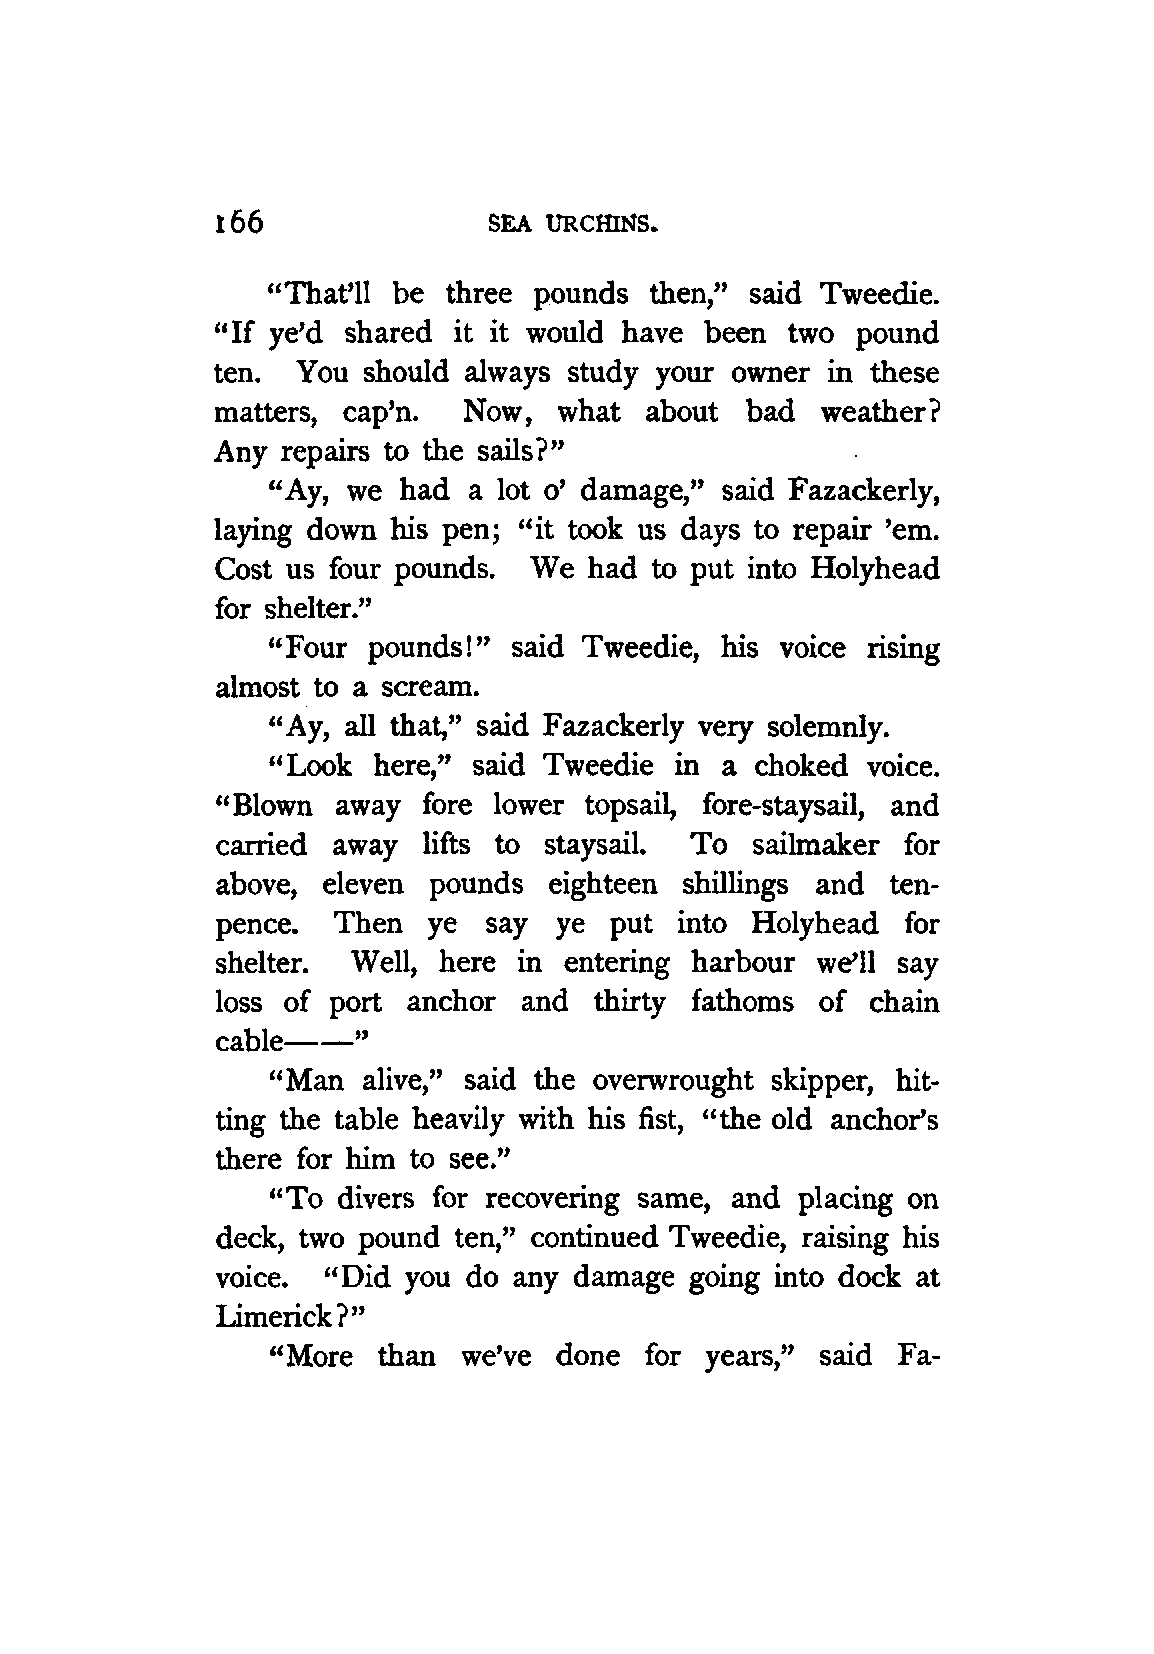 166 SEA URCHINS.
“That’ll be three pounds then,” said Tweedie.
“If ye’d shared it it would have been two pound
ten. You should always study your owner in these
matters, cap’n. Now, what about bad weather?
Any repairs to the sails?”
“Ay, we had a lot o’ damage,” said Fazackerly,
laying down his pen; “it took us days to repair ’em.
Cost us four pounds. We had to put into Holyhead
for shelter.”
“Four pounds!” said Tweedie, his voice rising
almost to a scream.
“Ay, all that,” said Fazackerly very solemnly.
“Look here,” said Tweedie in a choked voice.
“Blown away fore lower topsail, fore-staysail, and
carried away lifts to staysail. To sailmaker for
above, eleven pounds eighteen shillings and ten-
pence. Then ye say ye put into Holyhead for
shelter. Well, here in entering harbour we’ll say
loss of port anchor and thirty fathoms of chain
cable——”
“Man alive,” said the overwrought skipper, hit-
ting the table heavily with his fist, “the old anchor’s
there for him to see.”
“To divers for recovering same, and placing on
deck, two pound ten,” continued Tweedie, raising his
voice. “Did you do any damage going into dock at
Limerick?”
“More than we’ve done for years,” said Fa-